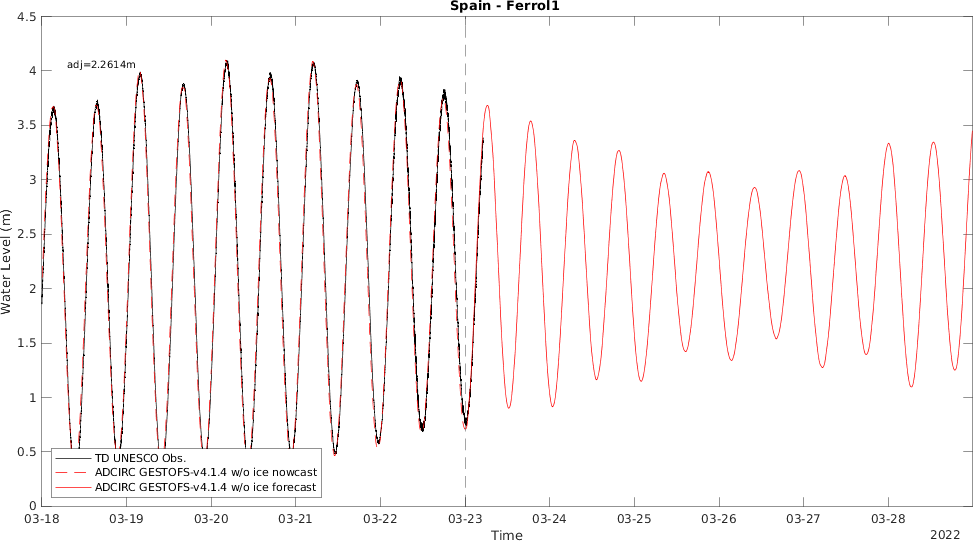 Spain - Ferrol1
4.5
adj=2.2614m
4
3.5
3
2.5
2
1.5
1
0.5
0
Water Level (m)
TD UNESCO Obs.
ADCIRC GESTOFS-v4.1.4 w/o ice nowcast
ADCIRC GESTOFS-v4.1.4 w/o ice forecast
03-18 03-19 03-20 03-21 03-22 03-23 03-24 03-25 03-26 03-27 03-28
Time
2022